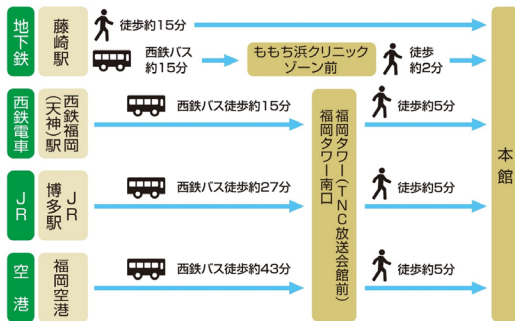 地下鉄
藤崎駅
徒歩約15分
西鉄バス
約15分
ももち浜クリニック
ゾーン前
徒歩
約2分
西鉄電車
西鉄福岡
(天神)駅
西鉄バス徒歩約15分
福岡タワー(TNC放送会館前)
福岡タワー南口
徒歩約5分
本館
JR
JR
博多駅
西鉄バス徒歩約27分
徒歩約5分
空港
福岡空港
西鉄バス徒歩約43分
徒歩約5分